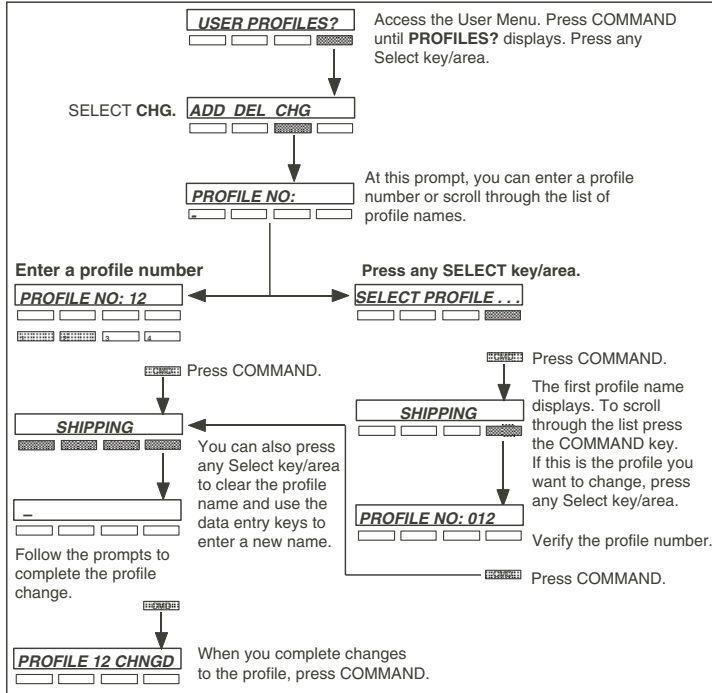 USER PROFILES?
Access the User Menu. Press COMMAND
until PROFILES? displays. Press any
Select key/area.
SELECT CHG.
ADD DEL CHG
At this prompt, you can enter a profile
number or scroll through the list of
profile names.
PROFILE NO:
–
Enter a profile number
PROFILE NO: 12
1 2 3 4
Press any SELECT key/area.
SELECT PROFILE . . .
CMD Press COMMAND.
SHIPPING
You can also press
any Select key/area
to clear the profile
name and use the
data entry keys to
enter a new name.
–
Follow the prompts to
complete the profile
change.
CMD Press COMMAND.
The first profile name
displays. To scroll
through the list press
the COMMAND key.
If this is the profile you
want to change, press
any Select key/area.
SHIPPING
PROFILE NO: 012
Verify the profile number.
CMD Press COMMAND.
CMD
PROFILE 12 CHNGD
When you complete changes
to the profile, press COMMAND.